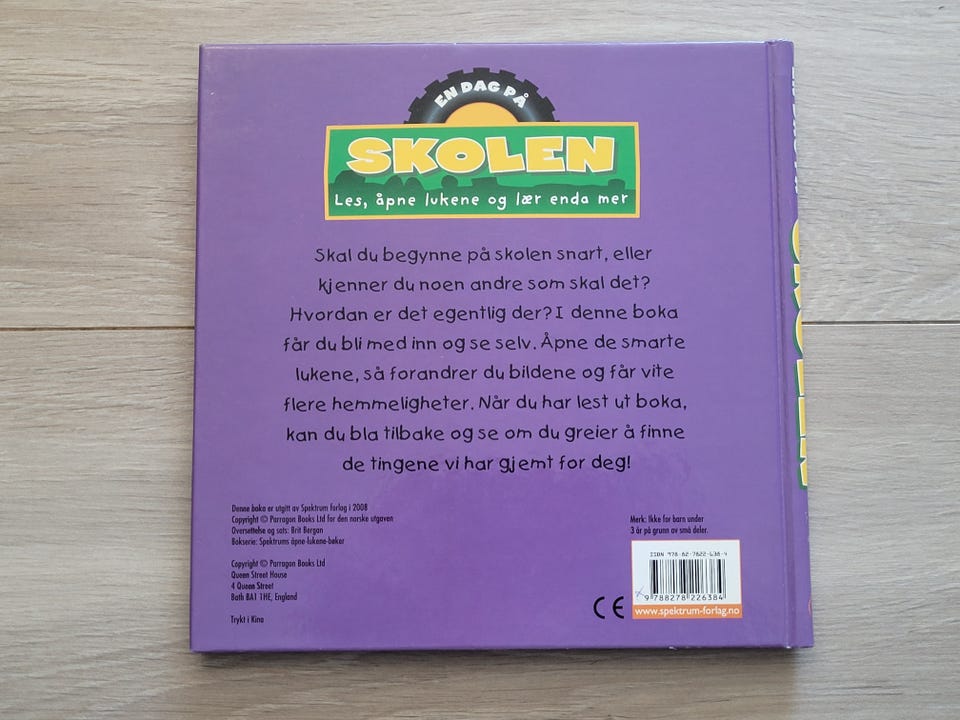 EN DAG PÅ
SKOLEN
Les, åpne lukene og lær enda mer
Skal du begynne på skolen snart, eller
kjenner du noen andre som skal det?
Hvordan er det egentlig der? I denne boka
får du bli med inn og se selv. Åpne de smarte
lukene, så forandrer du bildene og får vite
flere hemmeligheter. Når du har lest ut boka,
kan du bla tilbake og se om du greier å finne
de tingene vi har gjemt for deg!
Denne boka er utgitt av Spektrum forlag i 2008
Copyright © Parragon Books Ltd for den norske utgaven
Oversettelse og sats: Brit Bergan
Bokserie: Spektrums åpne-lukene-bøker
Copyright © Parragon Books Ltd
Queen Street House
4 Queen Street
Bath BA1 1HE, England
Trykt i Kina
Merk: Ikke for barn under
3 år på grunn av små deler.
ISBN 978-82-7822-638-4
9 788278 226384
CE
www.spektrum-forlag.no
SKOLEN